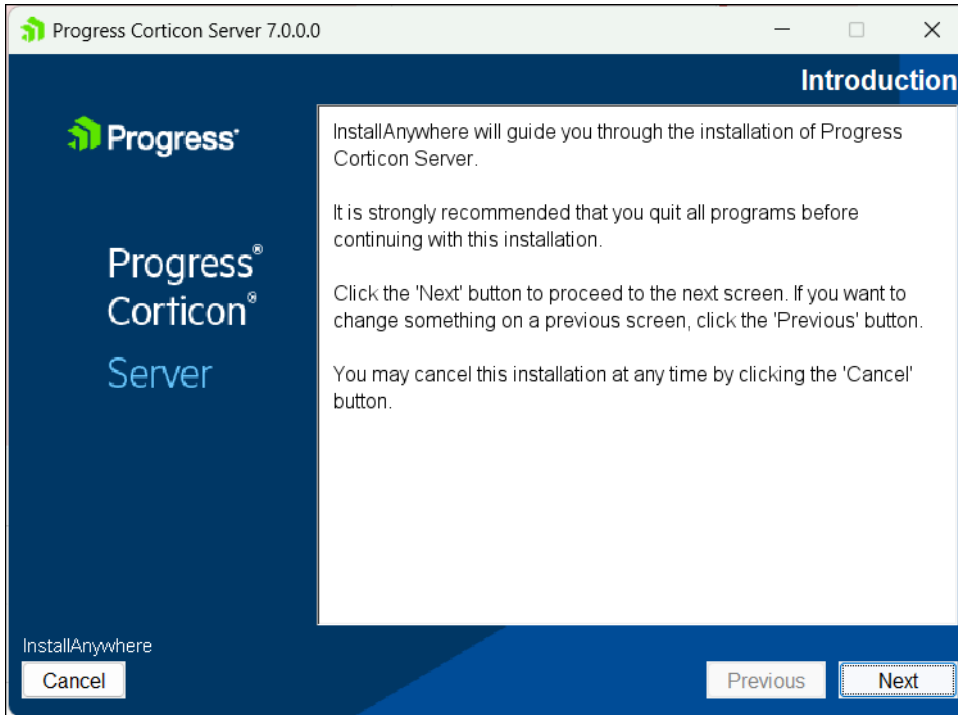 Progress Corticon Server 7.0.0.0
Introduction
Progress
Progress®
Corticon®
Server
InstallAnywhere will guide you through the installation of Progress
Corticon Server.
It is strongly recommended that you quit all programs before
continuing with this installation.
Click the 'Next' button to proceed to the next screen. If you want to
change something on a previous screen, click the 'Previous' button.
You may cancel this installation at any time by clicking the 'Cancel'
button.
InstallAnywhere
Cancel
Previous
Next